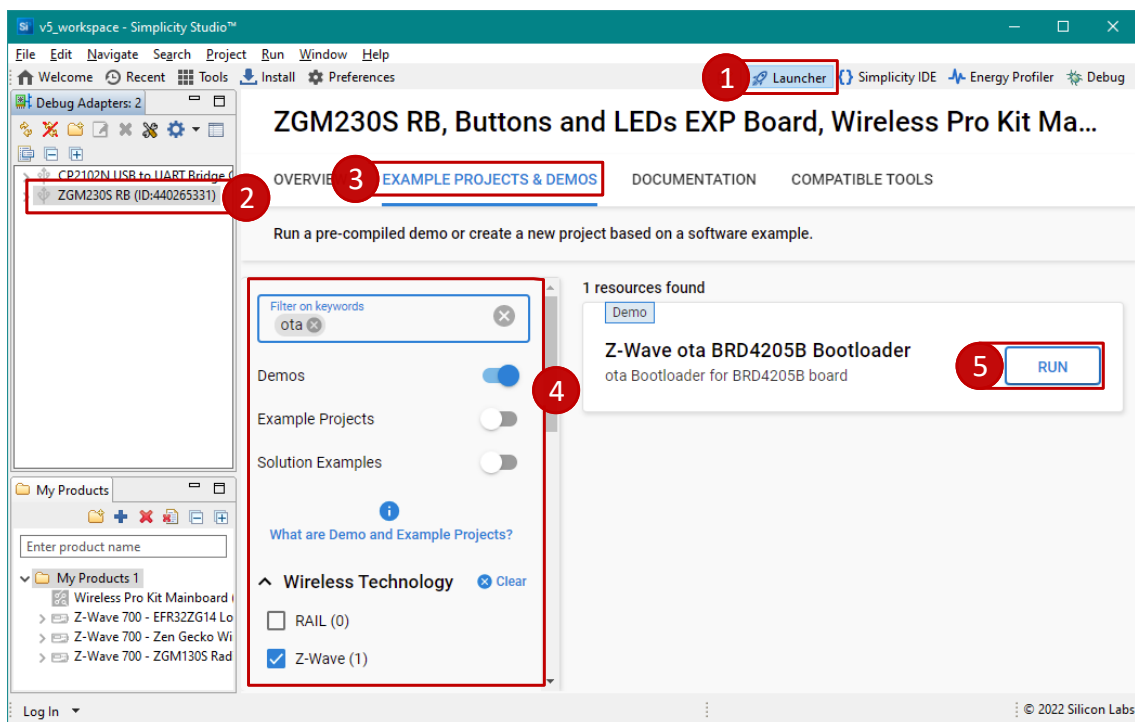 Si v5_workspace - Simplicity Studio™
File Edit Navigate Search Project Run Window Help
Welcome Recent Tools Install Preferences
1
Launcher {} Simplicity IDE Energy Profiler Debug
Debug Adapters: 2
CP2102N USB to UART Bridge C
ZGM230S RB (ID:440265331)
2
ZGM230S RB, Buttons and LEDs EXP Board, Wireless Pro Kit Ma...
OVERVIE 3 EXAMPLE PROJECTS & DEMOS DOCUMENTATION COMPATIBLE TOOLS
Run a pre-compiled demo or create a new project based on a software example.
Filter on keywords
ota
Demos
4
Example Projects
Solution Examples
What are Demo and Example Projects?
Wireless Technology Clear
RAIL (0)
Z-Wave (1)
1 resources found
Demo
Z-Wave ota BRD4205B Bootloader
ota Bootloader for BRD4205B board
5
RUN
My Products
Enter product name
My Products 1
Wireless Pro Kit Mainboard (
Z-Wave 700 - EFR32ZG14 Lo
Z-Wave 700 - Zen Gecko Wi
Z-Wave 700 - ZGM130S Rad
Log In
© 2022 Silicon Labs